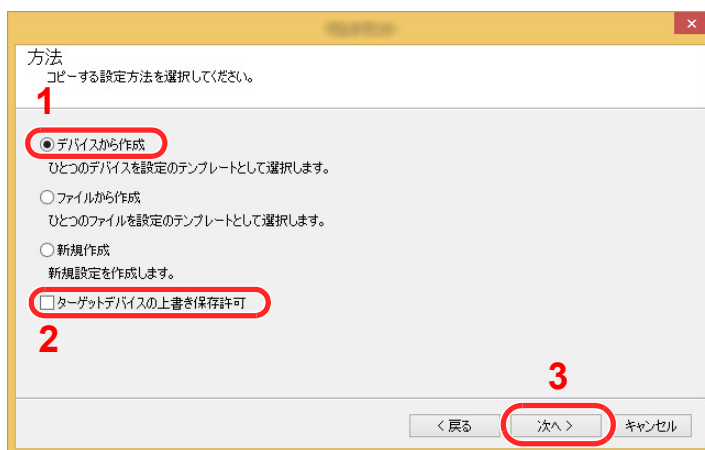 方法
コピーする設定方法を選択してください。
1
デバイスから作成
ひとつのデバイスを設定のテンプレートとして選択します。
ファイルから作成
ひとつのファイルを設定のテンプレートとして選択します。
新規作成
新規設定を作成します。
ターゲットデバイスの上書き保存許可
2
3
< 戻る 次へ > キャンセル